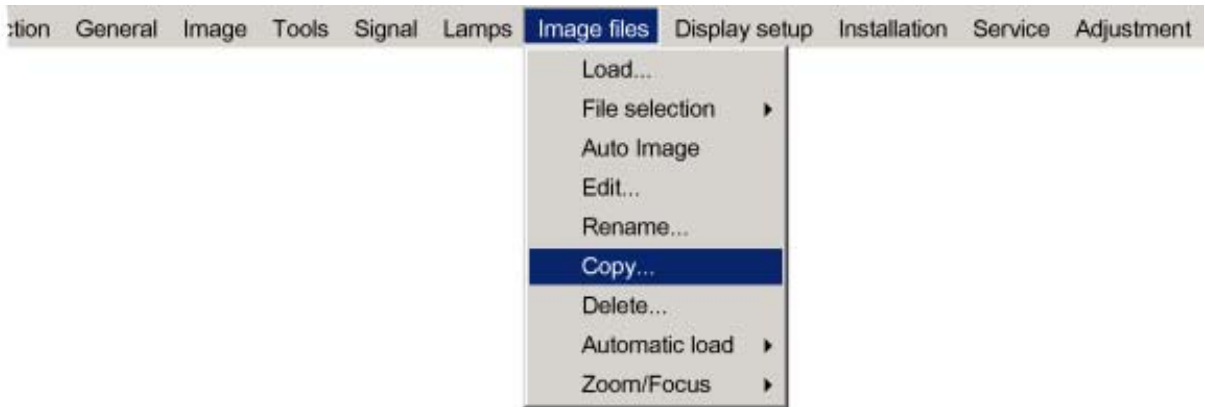 ction General Image Tools Signal Lamps Image files Display setup Installation Service Adjustment
Load...
File selection
Auto Image
Edit...
Rename...
Copy...
Delete...
Automatic load
Zoom/Focus